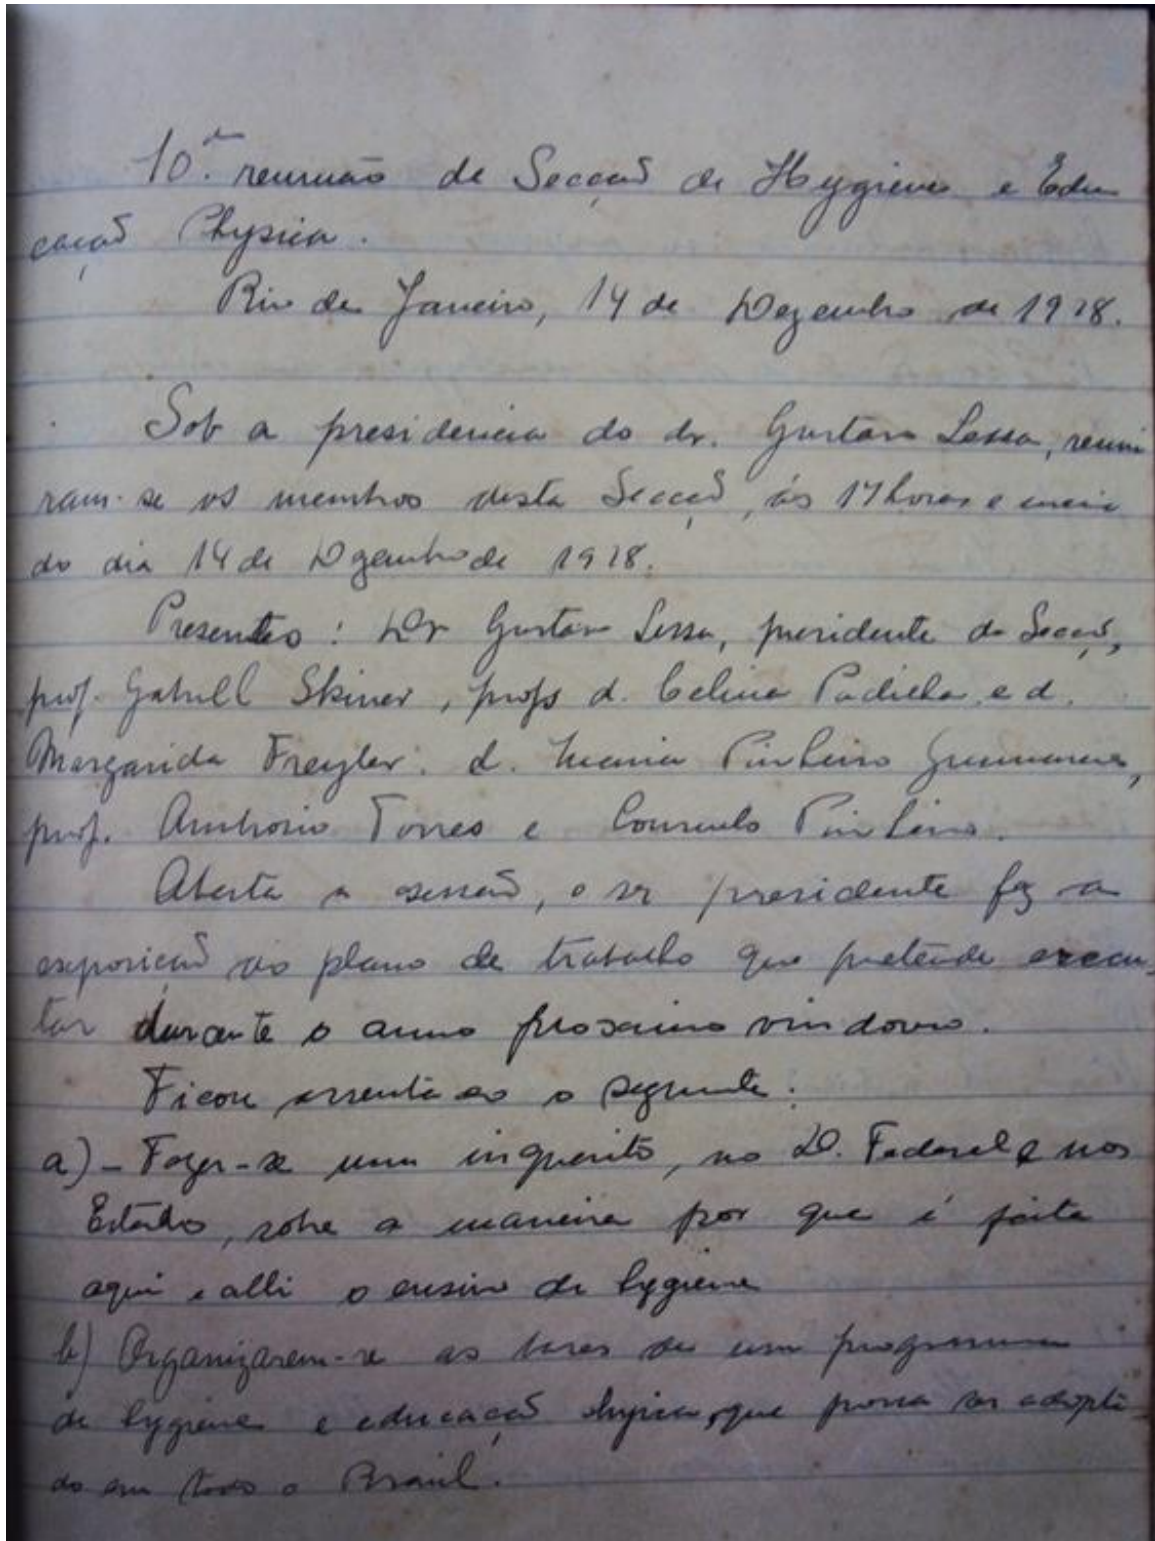 10.ª reunião da Secção de Hygiene e Edu
cação Physica.
Rio de Janeiro, 14 de Dezembro de 1928.
Sob a presidencia do dr. Gustavo Lessa, reuni
ram-se os membros desta Secção, ás 17 horas e meia
do dia 14 de Dezembro de 1928.
Presentes: Dr Gustavo Lessa, presidente da Secção,
prof. Skiner, profs d. Celina Padilha e d.
Margarida Freyler. d. Maria Pinheiro Guimarães,
prof. Ambrosio Torres e Consuelo Pinheiro.
Aberta a sessão, o sr presidente fez a
exposição do plano de trabalho que pretende execu-
tar durante o anno proximo vindouro.
Ficou assentado o seguinte:
a) - Fazer-se um inquerito, no D. Federal e nos
Estados, sobre a maneira por que é feito
aqui e alli o ensino de hygiene
b) Organizarem-se as bases de um programma
de hygiene e educação physica, que possa ser adopta
do em todo o Brasil.